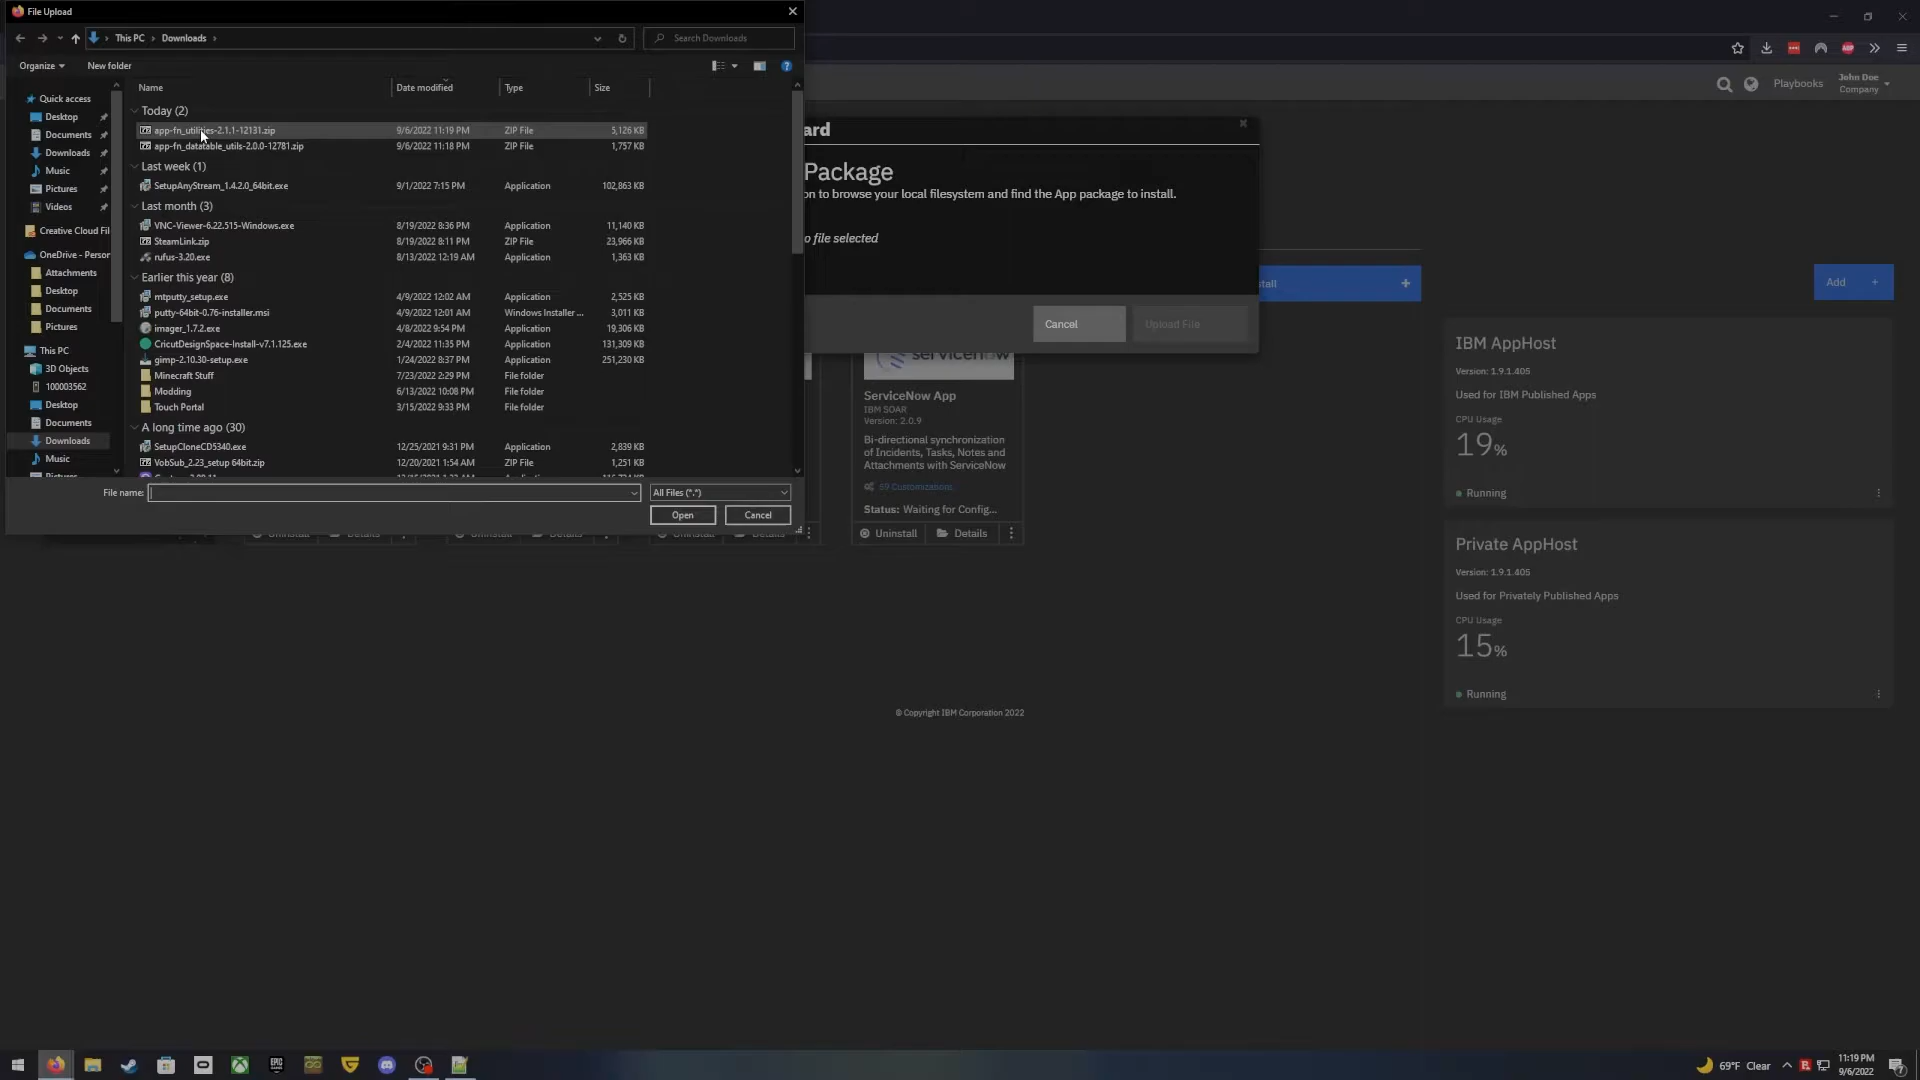 File Upload
This PC > Downloads >
Search Downloads
Organize
New folder
Name
Date modified
Type
Size
Quick access
Desktop
Documents
Downloads
Music
Pictures
Videos
Creative Cloud Fil
OneDrive - Person
Attachments
Desktop
Documents
Pictures
This PC
3D Objects
100003562
Desktop
Documents
Downloads
Music
Today (2)
app-fn_utilities-2.1.1-12131.zip 9/6/2022 11:19 PM ZIP File 5,126 KB
app-fn_datatable_utils-2.0.0-12781.zip 9/6/2022 11:18 PM ZIP File 1,757 KB
Last week (1)
SetupAnyStream_1.4.2.0_64bit.exe 9/1/2022 7:15 PM Application 102,863 KB
Last month (3)
VNC-Viewer-6.22.515-Windows.exe 8/19/2022 8:36 PM Application 11,140 KB
SteamLink.zip 8/19/2022 8:11 PM ZIP File 23,966 KB
rufus-3.20.exe 8/13/2022 12:19 AM Application 1,363 KB
Earlier this year (8)
mtputty_setup.exe 4/9/2022 12:02 AM Application 2,525 KB
putty-64bit-0.76-installer.msi 4/9/2022 12:01 AM Windows Installer ... 3,011 KB
imager_1.7.2.exe 4/8/2022 9:54 PM Application 19,306 KB
CricutDesignSpace-Install-v7.1.125.exe 2/4/2022 11:35 PM Application 131,309 KB
gimp-2.10.30-setup.exe 1/24/2022 8:37 PM Application 251,230 KB
Minecraft Stuff 7/23/2022 2:29 PM File folder
Modding 6/13/2022 10:08 PM File folder
Touch Portal 3/15/2022 9:33 PM File folder
A long time ago (30)
SetupCloneCD5340.exe 12/25/2021 9:31 PM Application 2,839 KB
VobSub_2.23_setup 64bit.zip 12/20/2021 1:54 AM ZIP File 1,251 KB
File name:
All Files (*.*)
Open
Cancel
Playbooks
John Doe
Company
ard
Package
on to browse your local filesystem and find the App package to install.
o file selected
Cancel
Upload File
tall +
Add +
servicenow
ServiceNow App
IBM SOAR
Version: 2.0.9
Bi-directional synchronization
of Incidents, Tasks, Notes and
Attachments with ServiceNow
59 Customizations
Status: Waiting for Config...
Uninstall Details
Uninstall Details
Uninstall Details
Uninstall Details
IBM AppHost
Version: 1.9.1.405
Used for IBM Published Apps
CPU Usage
19%
Running
Private AppHost
Version: 1.9.1.405
Used for Privately Published Apps
CPU Usage
15%
Running
© Copyright IBM Corporation 2022
EPIC
69°F Clear
11:19 PM
9/6/2022